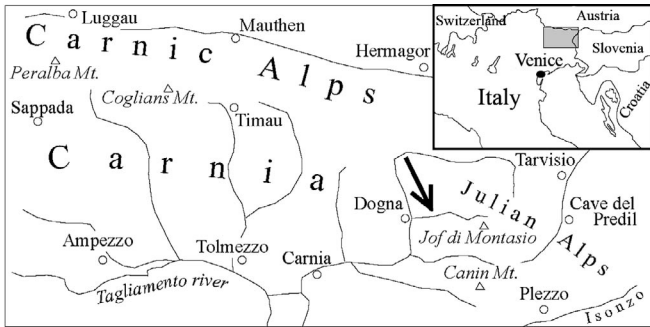 Luggau
Mauthen
Hermagor
Carnic Alps
Peralba Mt.
Coglians Mt.
Sappada
Timau
Carnia
Dogna
Tarvisio
Julian Alps
Cave del
Predil
Jof di Montasio
Ampezzo
Tolmezzo
Carnia
Canin Mt.
Tagliamento river
Plezzo
Isonzo
Switzerland
Austria
Slovenia
Venice
Italy
Croatia